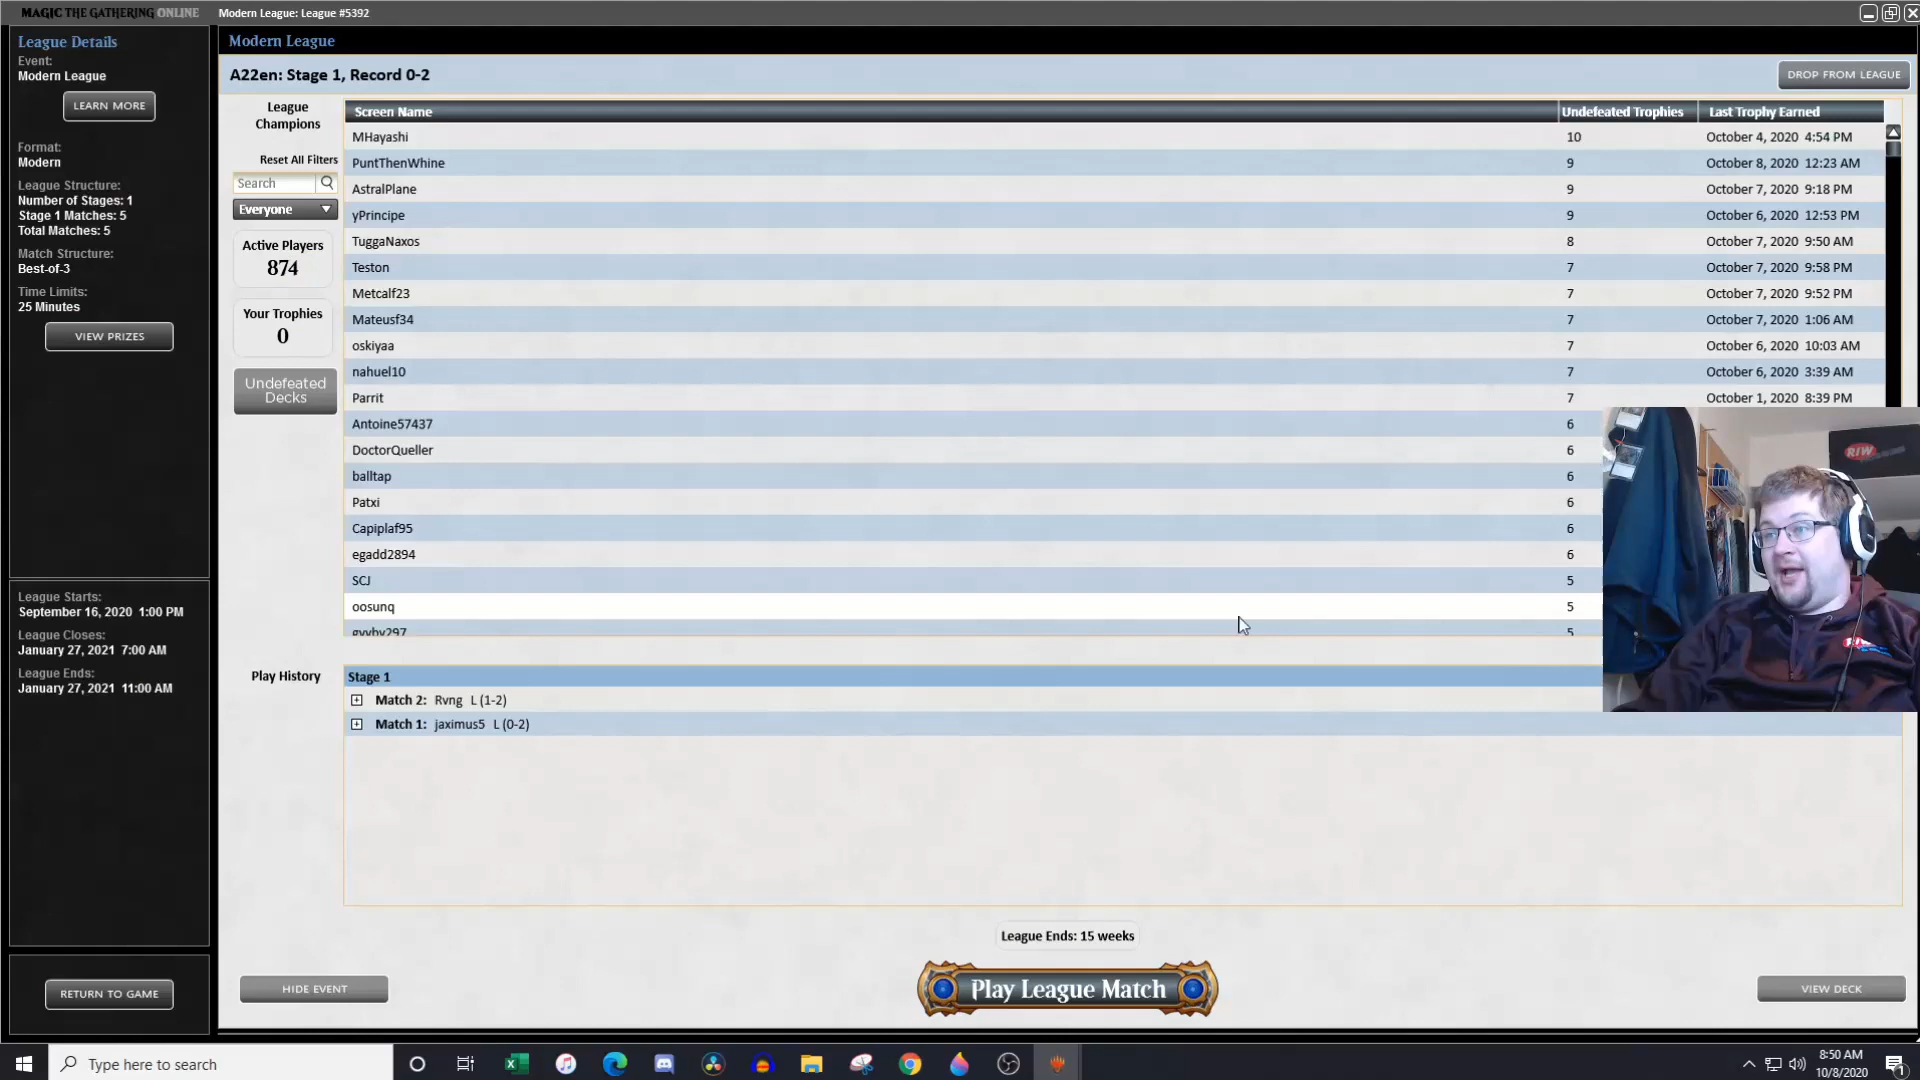 MAGIC THE GATHERING ONLINE
Modern League: League #5392
League Details
Event:
Modern League
LEARN MORE
Format:
Modern
League Structure:
Number of Stages: 1
Stage 1 Matches: 5
Total Matches: 5
Match Structure:
Best-of-3
Time Limits:
25 Minutes
VIEW PRIZES
League Starts:
September 16, 2020 1:00 PM
League Closes:
January 27, 2021 7:00 AM
League Ends:
January 27, 2021 11:00 AM
RETURN TO GAME
Modern League
A22en: Stage 1, Record 0-2
DROP FROM LEAGUE
League
Champions
Reset All Filters
Search
Everyone
Active Players
874
Your Trophies
0
Undefeated
Decks
Screen Name Undefeated Trophies Last Trophy Earned
MHayashi 10 October 4, 2020 4:54 PM
PuntThenWhine 9 October 8, 2020 12:23 AM
AstralPlane 9 October 7, 2020 9:18 PM
yPrincipe 9 October 6, 2020 12:53 PM
TuggaNaxos 8 October 7, 2020 9:50 AM
Teston 7 October 7, 2020 9:58 PM
Metcalf23 7 October 7, 2020 9:52 PM
Mateusf34 7 October 7, 2020 1:06 AM
oskiyaa 7 October 6, 2020 10:03 AM
nahuel10 7 October 6, 2020 3:39 AM
Parrit 7 October 1, 2020 8:39 PM
Antoine57437 6
DoctorQueller 6
balltap 6
Patxi 6
Capiplaf95 6
egadd2894 6
SCJ 5
oosunq 5
5
RIW
Play History
Stage 1
Match 2: Rvng L (1-2)
Match 1: jaximus5 L (0-2)
League Ends: 15 weeks
HIDE EVENT
Play League Match
VIEW DECK
Type here to search
8:50 AM
10/8/2020
1